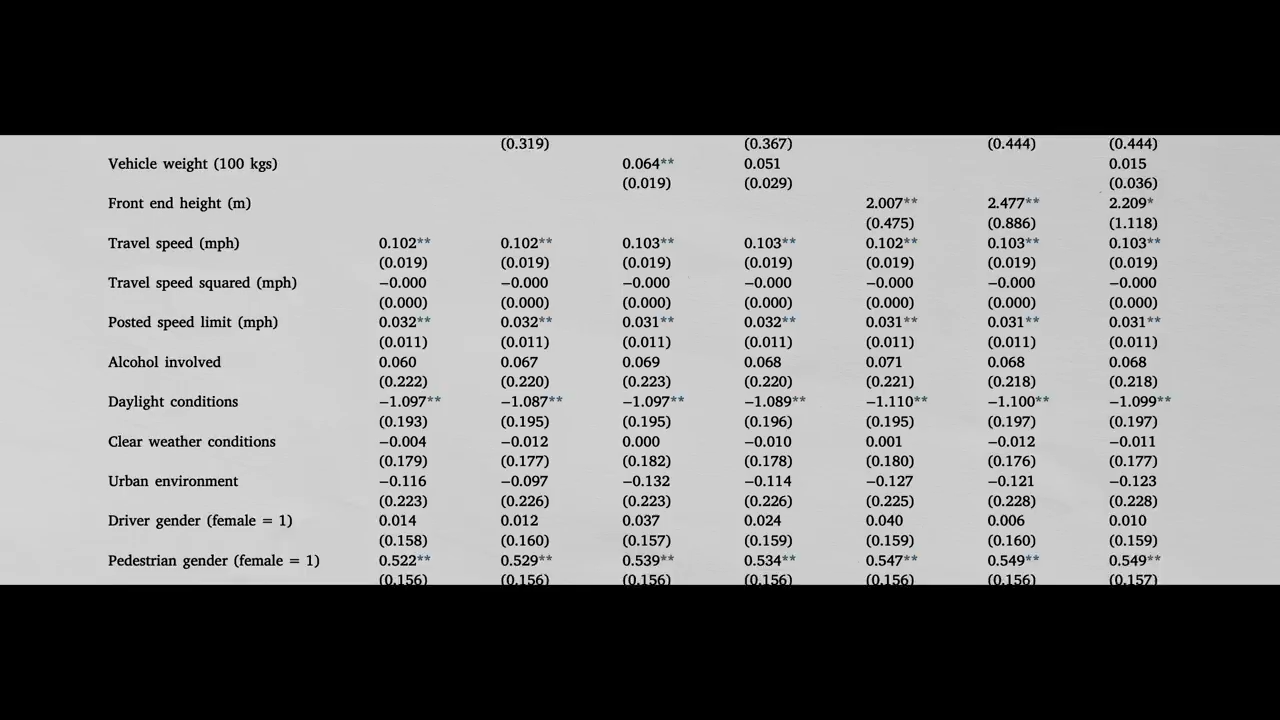 (0.319) (0.367) (0.444) (0.444)
Vehicle weight (100 kgs) 0.064** 0.051 0.015
(0.019) (0.029) (0.036)
Front end height (m) 2.007** 2.477** 2.209*
(0.475) (0.886) (1.118)
Travel speed (mph) 0.102** 0.102** 0.103** 0.103** 0.102** 0.103** 0.103**
(0.019) (0.019) (0.019) (0.019) (0.019) (0.019) (0.019)
Travel speed squared (mph) −0.000 −0.000 −0.000 −0.000 −0.000 −0.000 −0.000
(0.000) (0.000) (0.000) (0.000) (0.000) (0.000) (0.000)
Posted speed limit (mph) 0.032** 0.032** 0.031** 0.032** 0.031** 0.031** 0.031**
(0.011) (0.011) (0.011) (0.011) (0.011) (0.011) (0.011)
Alcohol involved 0.060 0.067 0.069 0.068 0.071 0.068 0.068
(0.222) (0.220) (0.223) (0.220) (0.221) (0.218) (0.218)
Daylight conditions −1.097** −1.087** −1.097** −1.089** −1.110** −1.100** −1.099**
(0.193) (0.195) (0.195) (0.196) (0.195) (0.197) (0.197)
Clear weather conditions −0.004 −0.012 0.000 −0.010 0.001 −0.012 −0.011
(0.179) (0.177) (0.182) (0.178) (0.180) (0.176) (0.177)
Urban environment −0.116 −0.097 −0.132 −0.114 −0.127 −0.121 −0.123
(0.223) (0.226) (0.223) (0.226) (0.225) (0.228) (0.228)
Driver gender (female = 1) 0.014 0.012 0.037 0.024 0.040 0.006 0.010
(0.158) (0.160) (0.157) (0.159) (0.159) (0.160) (0.159)
Pedestrian gender (female = 1) 0.522** 0.529** 0.539** 0.534** 0.547** 0.549** 0.549**
(0.156) (0.156) (0.156) (0.156) (0.156) (0.156) (0.157)